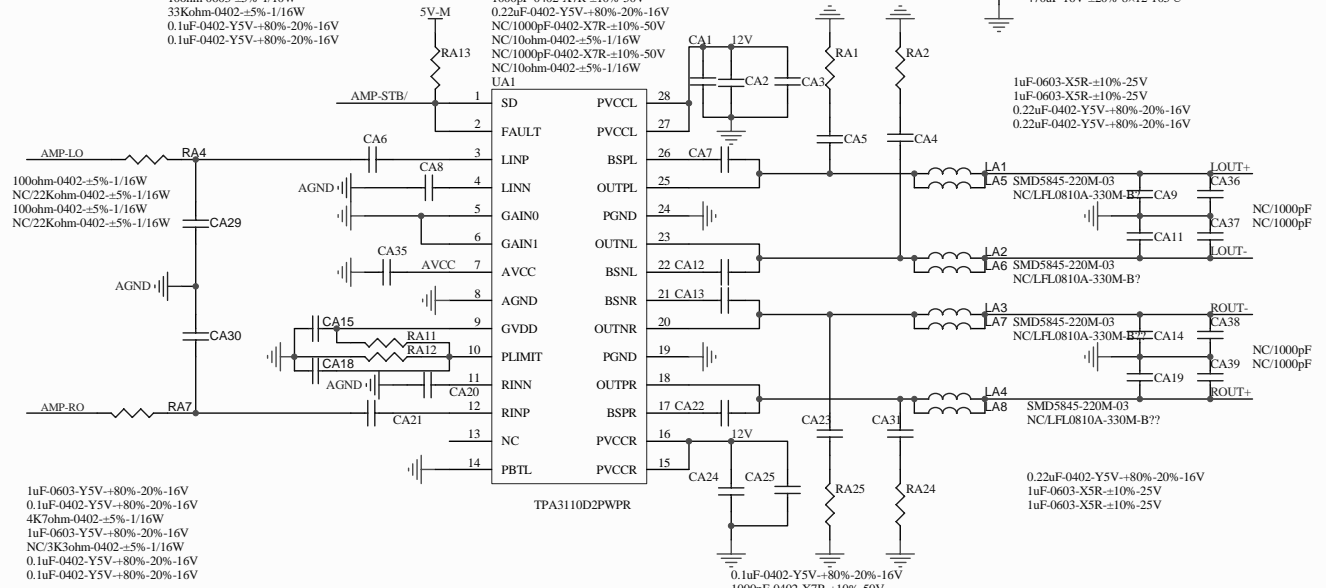 33Kohm-0402-±5%-1/16W
0.1uF-0402-Y5V-+80%-20%-16V
0.1uF-0402-Y5V-+80%-20%-16V
5V-M
RA13
0.22uF-0402-Y5V-+80%-20%-16V
NC/1000pF-0402-X7R-±10%-50V
NC/10ohm-0402-±5%-1/16W
NC/1000pF-0402-X7R-±10%-50V
NC/10ohm-0402-±5%-1/16W
UA1
CA1
12V
CA2
CA3
RA1
RA2
CA5
CA4
1uF-0603-X5R-±10%-25V
1uF-0603-X5R-±10%-25V
0.22uF-0402-Y5V-+80%-20%-16V
0.22uF-0402-Y5V-+80%-20%-16V
AMP-STB/
1 SD
2 FAULT
3 LINP
4 LINN
5 GAIN0
6 GAIN1
7 AVCC
8 AGND
9 GVDD
10 PLIMIT
11 RINN
12 RINP
13 NC
14 PBTL
PVCCL 28
PVCCL 27
BSPL 26
OUTPL 25
PGND 24
OUTNL 23
BSNL 22
BSNR 21
OUTNR 20
PGND 19
OUTPR 18
BSPR 17
PVCCR 16
PVCCR 15
TPA3110D2PWPR
AMP-LO
RA4
CA6
CA8
AGND
100ohm-0402-±5%-1/16W
NC/22Kohm-0402-±5%-1/16W
100ohm-0402-±5%-1/16W
NC/22Kohm-0402-±5%-1/16W
CA29
CA35
AVCC
AGND
CA30
CA15
RA11
RA12
CA18
AGND
CA20
AMP-RO
RA7
CA21
CA7
CA12
CA13
CA22
12V
CA24
CA25
CA23
CA31
RA25
RA24
LA1
LA5
SMD5845-220M-03
NC/LFL0810A-330M-B?
CA9
CA36
LOUT+
NC/1000pF
NC/1000pF
CA11
CA37
LA2
LA6
SMD5845-220M-03
NC/LFL0810A-330M-B?
LOUT-
LA3
LA7
SMD5845-220M-03
NC/LFL0810A-330M-B??
CA14
CA38
ROUT-
NC/1000pF
NC/1000pF
CA19
CA39
LA4
LA8
SMD5845-220M-03
NC/LFL0810A-330M-B??
ROUT+
1uF-0603-Y5V-+80%-20%-16V
0.1uF-0402-Y5V-+80%-20%-16V
4K7ohm-0402-±5%-1/16W
1uF-0603-Y5V-+80%-20%-16V
NC/3K3ohm-0402-±5%-1/16W
0.1uF-0402-Y5V-+80%-20%-16V
0.1uF-0402-Y5V-+80%-20%-16V
0.22uF-0402-Y5V-+80%-20%-16V
1uF-0603-X5R-±10%-25V
1uF-0603-X5R-±10%-25V
0.1uF-0402-Y5V-+80%-20%-16V